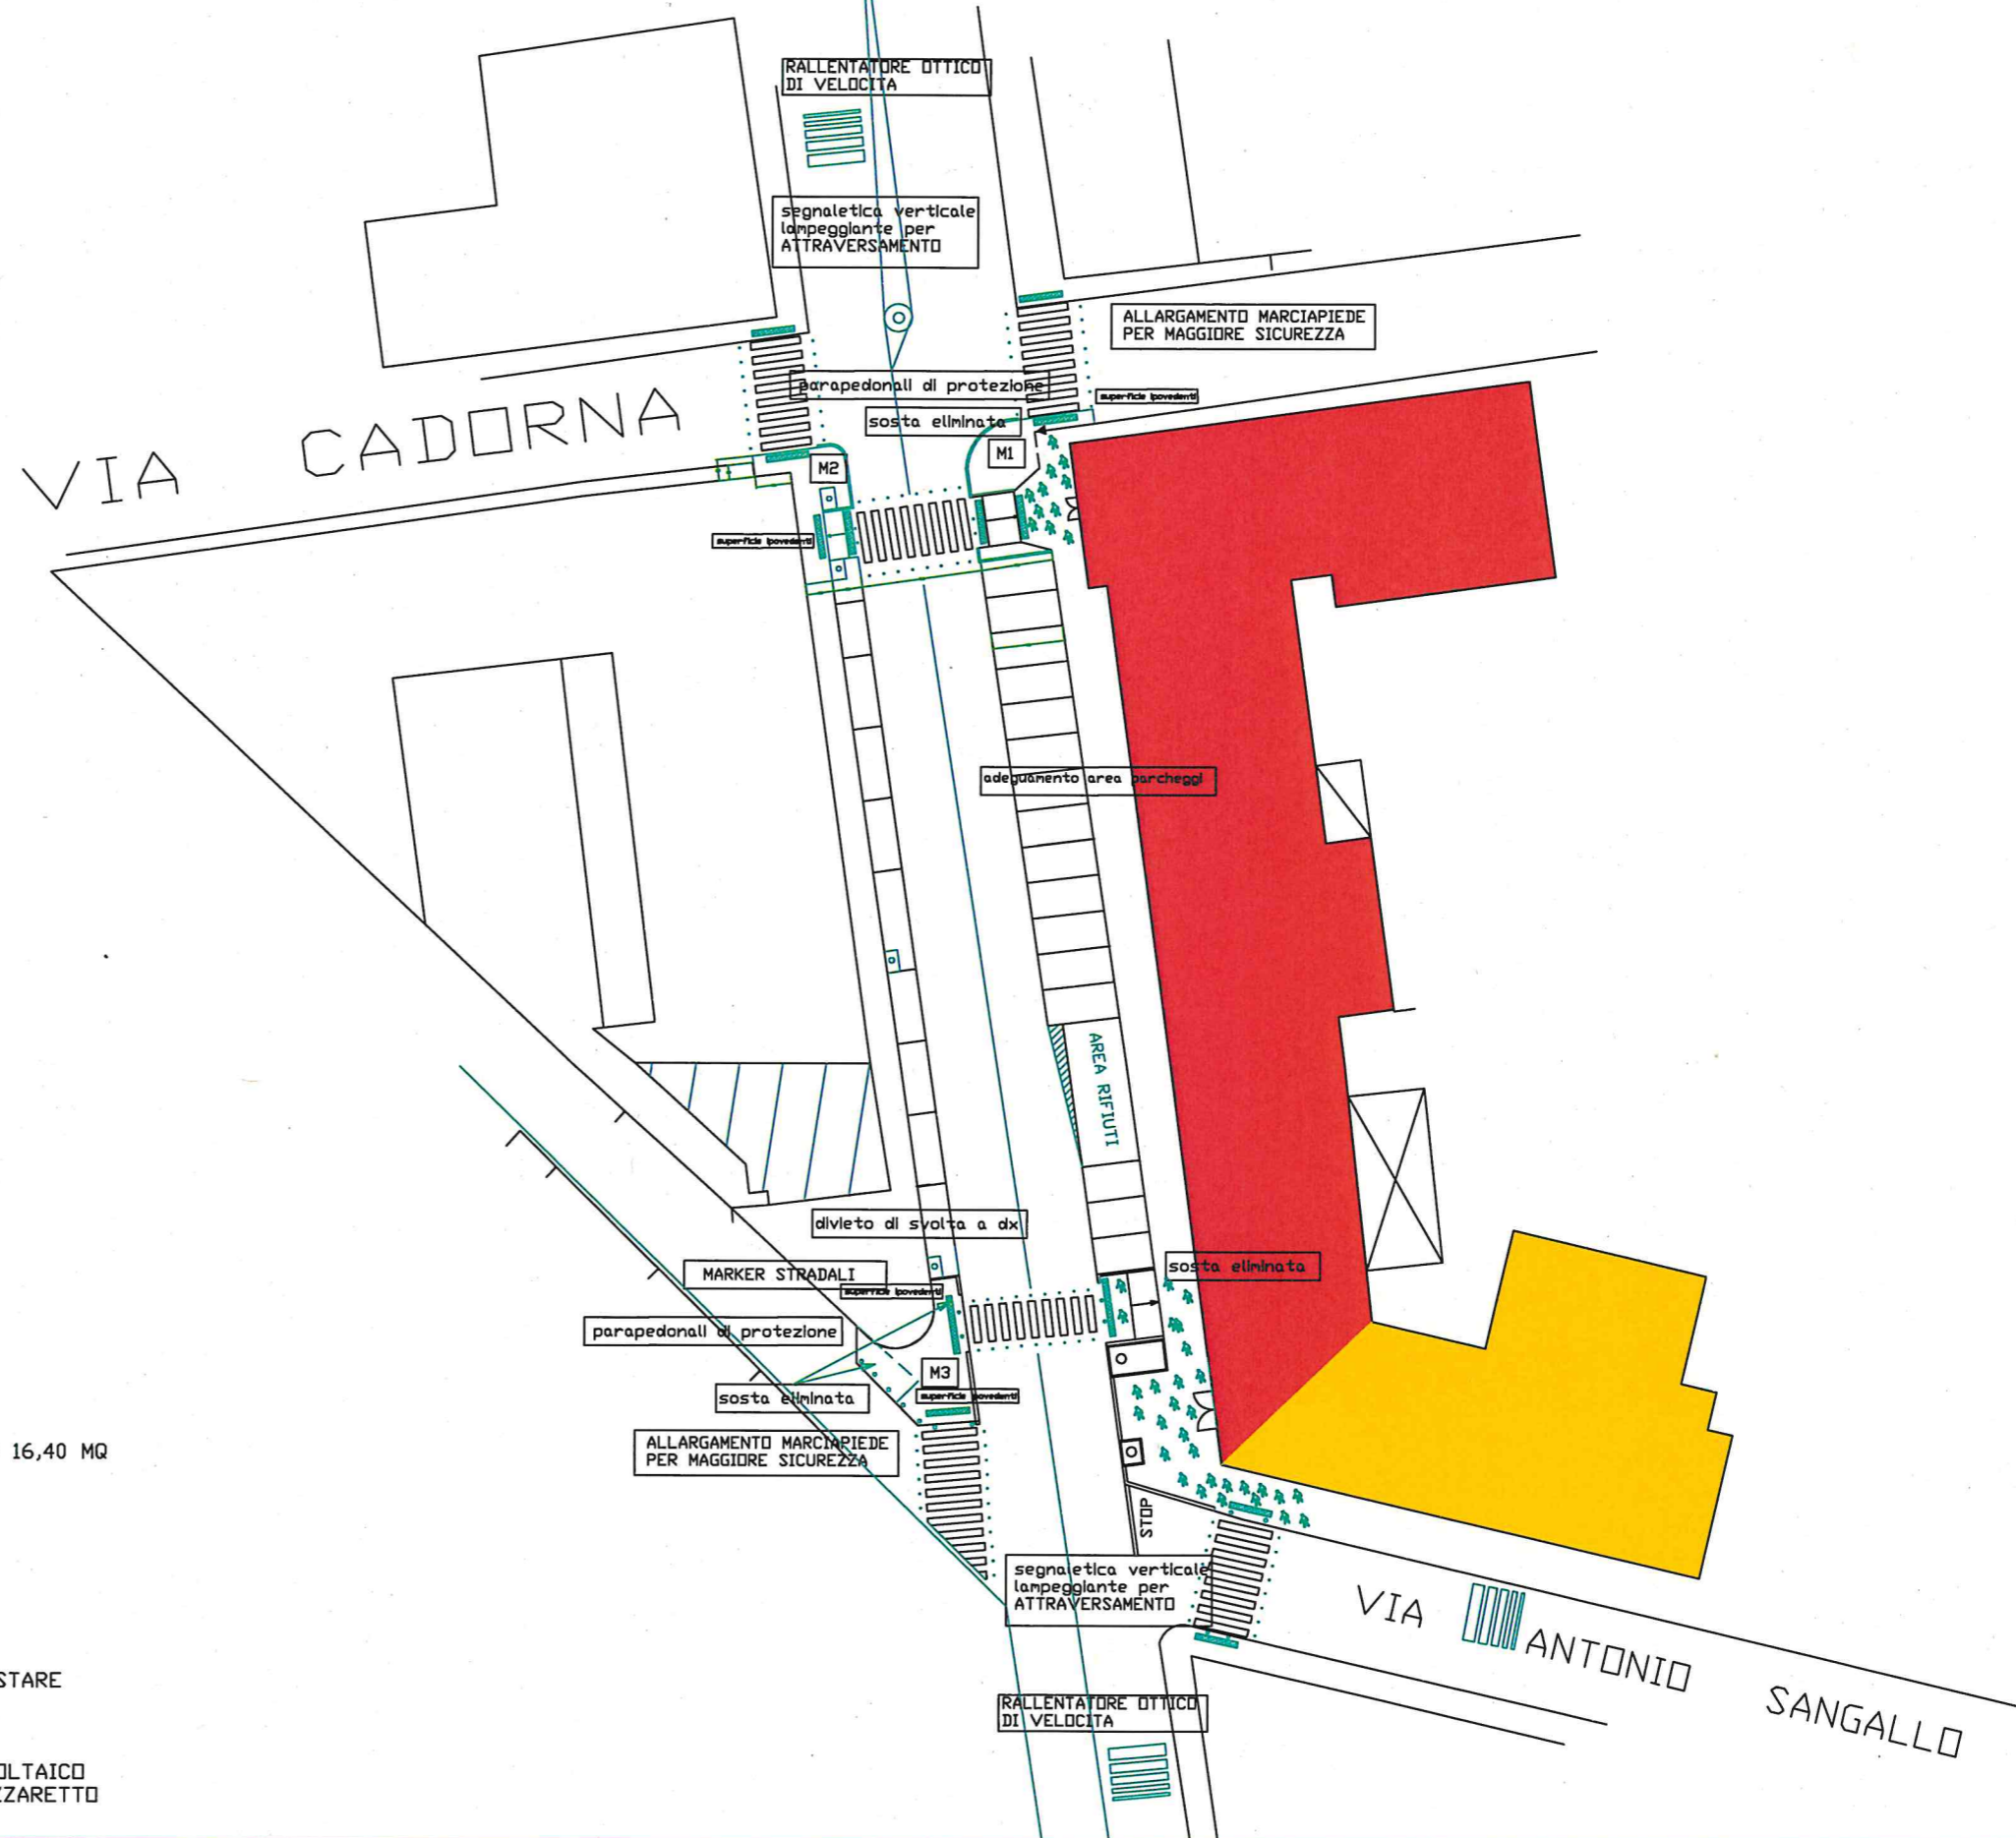 RALLENTATORE OTTICO
DI VELOCITA
segnaletica verticale
lampeggiante per
ATTRAVERSAMENTO
ALLARGAMENTO MARCIAPIEDE
PER MAGGIORE SICUREZZA
parapedonali di protezione
superficie ipovedenti
sosta eliminata
VIA CADORNA
M1
M2
superficie ipovedenti
adeguamento area parcheggi
AREA RIFIUTI
divieto di svolta a dx
sosta eliminata
MARKER STRADALI
superficie ipovedenti
parapedonali di protezione
M3
sosta eliminata
superficie ipovedenti
ALLARGAMENTO MARCIAPIEDE
PER MAGGIORE SICUREZZA
16,40 MQ
STOP
segnaletica verticale
lampeggiante per
ATTRAVERSAMENTO
VIA ANTONIO SANGALLO
STARE
RALLENTATORE OTTICO
DI VELOCITA
OLTAICO
ZZARETTO